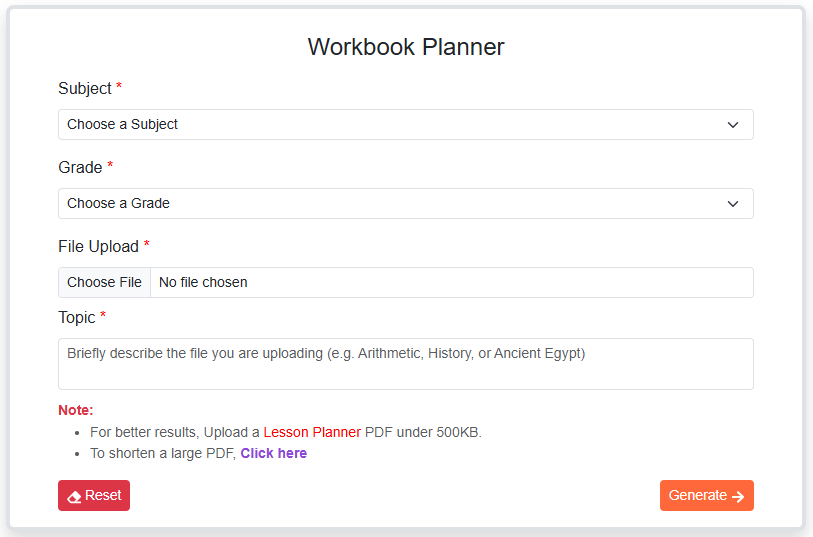 Workbook Planner
Subject *
Choose a Subject
Grade *
Choose a Grade
File Upload *
Choose File No file chosen
Topic *
Briefly describe the file you are uploading (e.g. Arithmetic, History, or Ancient Egypt)
Note:
• For better results, Upload a Lesson Planner PDF under 500KB.
• To shorten a large PDF, Click here
Reset Generate →